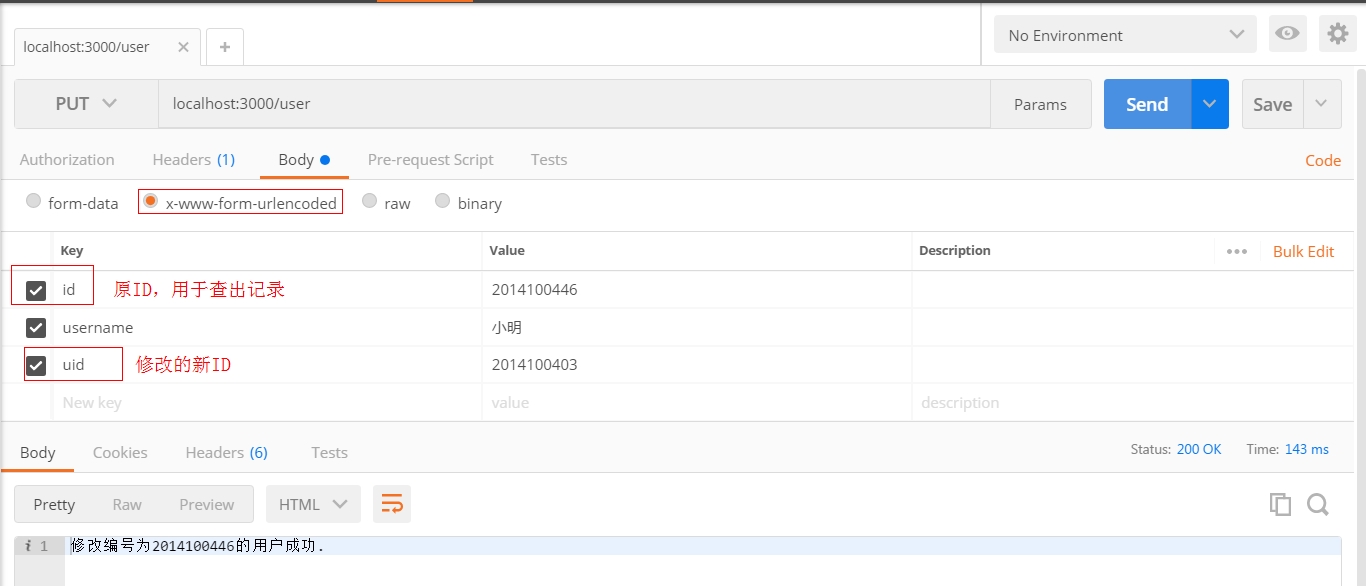 localhost:3000/user
No Environment
PUT localhost:3000/user Params Send Save
Authorization Headers (1) Body Pre-request Script Tests Code
form-data x-www-form-urlencoded raw binary
Key Value Description Bulk Edit
id 原ID，用于查出记录 2014100446
username 小明
uid 修改的新ID 2014100403
New key value description
Body Cookies Headers (6) Tests Status: 200 OK Time: 143 ms
Pretty Raw Preview HTML
i 1 修改编号为2014100446的用户成功.